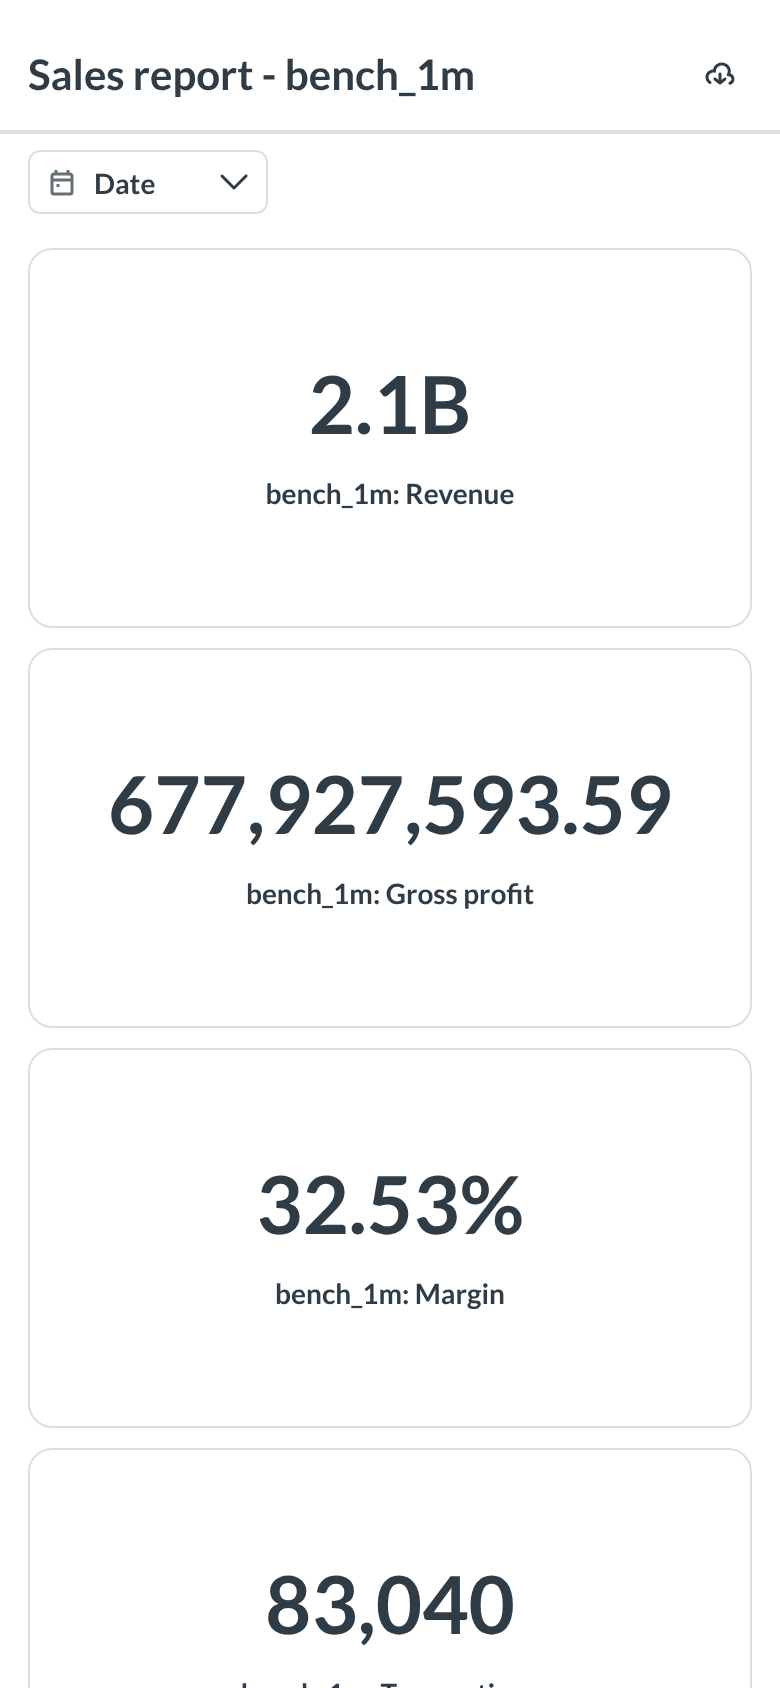 Sales report - bench_1m
Date
2.1B
bench_1m: Revenue
677,927,593.59
bench_1m: Gross profit
32.53%
bench_1m: Margin
83,040